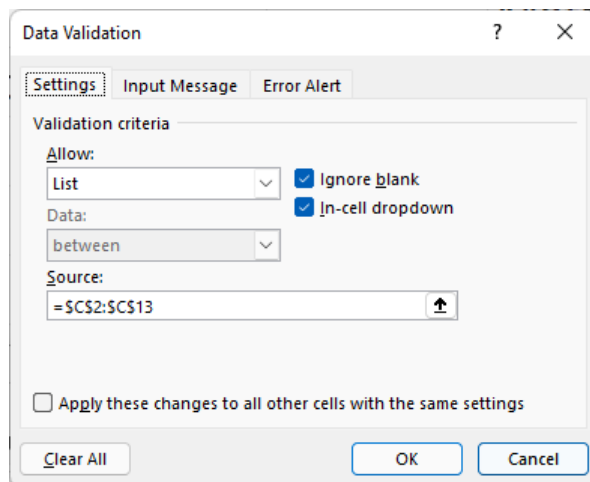 Data Validation ? ×
Settings Input Message Error Alert
Validation criteria
Allow:
List
Ignore blank
In-cell dropdown
Data:
between
Source:
=$C$2:$C$13
Apply these changes to all other cells with the same settings
Clear All OK Cancel